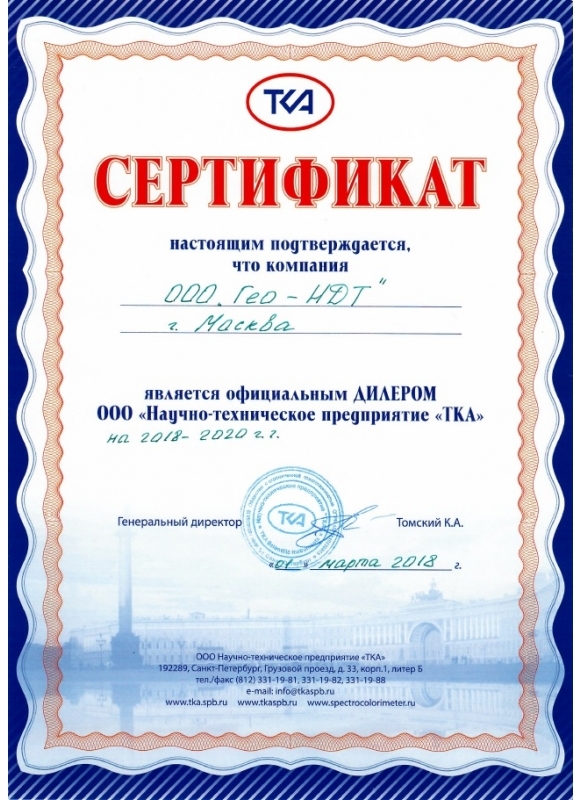 ТКА
СЕРТИФИКАТ
настоящим подтверждается,
что компания
ООО „Гео-НДТ"
г. Москва
является официальным ДИЛЕРОМ
ООО «Научно-техническое предприятие «ТКА»
на 2018-2020 г.г.
ТКА
Генеральный директор
Томский К.А.
«01» марта 2018 г.
ООО Научно-техническое предприятие «ТКА»
192289, Санкт-Петербург, Грузовой проезд, д. 33, корп.1, литер Б
тел./факс (812) 331-19-81, 331-19-82, 331-19-88
e-mail: info@tkaspb.ru
www.tka.spb.ru www.tkaspb.ru www.spectrocolorimeter.ru